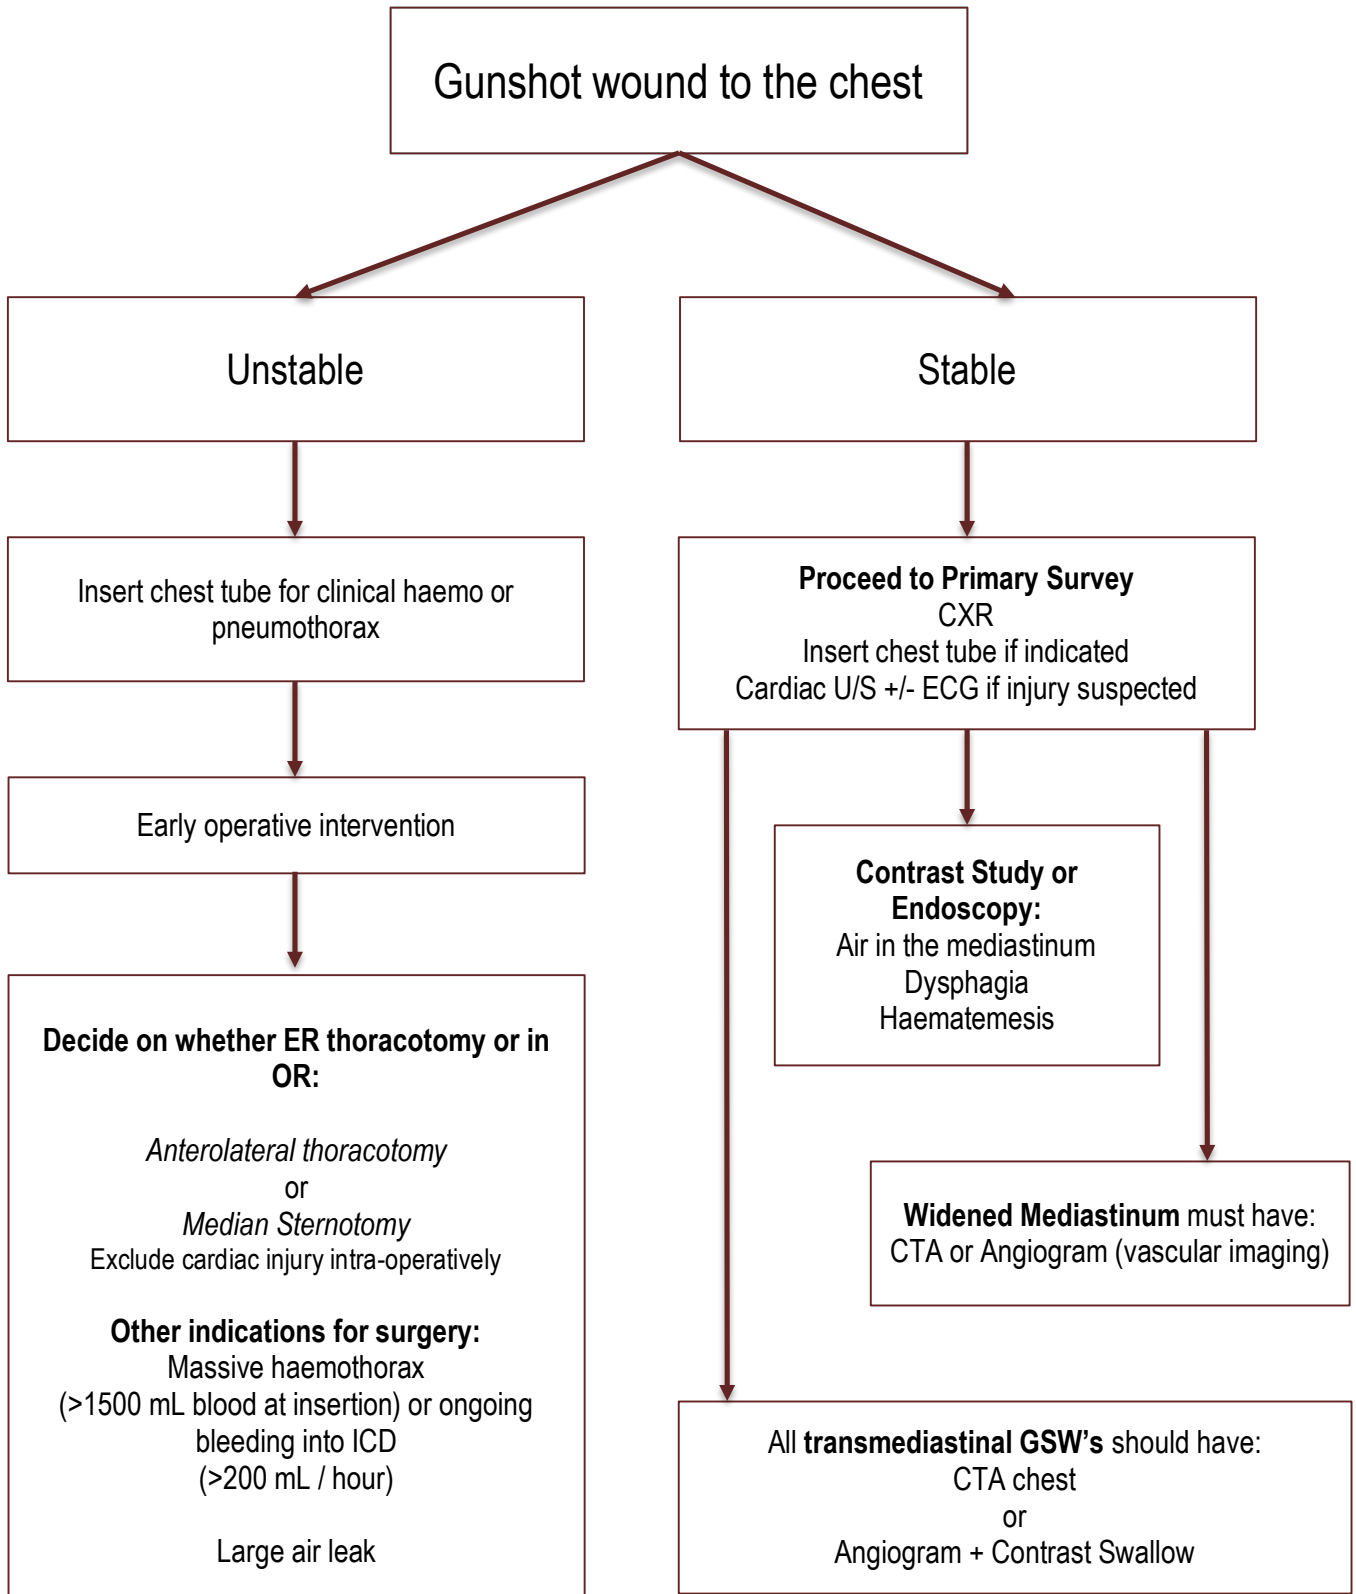 Gunshot wound to the chest
Unstable
Stable
Insert chest tube for clinical haemo or
pneumothorax
Proceed to Primary Survey
CXR
Insert chest tube if indicated
Cardiac U/S +/- ECG if injury suspected
Early operative intervention
Contrast Study or
Endoscopy:
Air in the mediastinum
Dysphagia
Haematemesis
Decide on whether ER thoracotomy or in
OR:
Anterolateral thoracotomy
or
Median Sternotomy
Exclude cardiac injury intra-operatively
Other indications for surgery:
Massive haemothorax
(>1500 mL blood at insertion) or ongoing
bleeding into ICD
(>200 mL / hour)
Large air leak
Widened Mediastinum must have:
CTA or Angiogram (vascular imaging)
All transmediastinal GSW’s should have:
CTA chest
or
Angiogram + Contrast Swallow